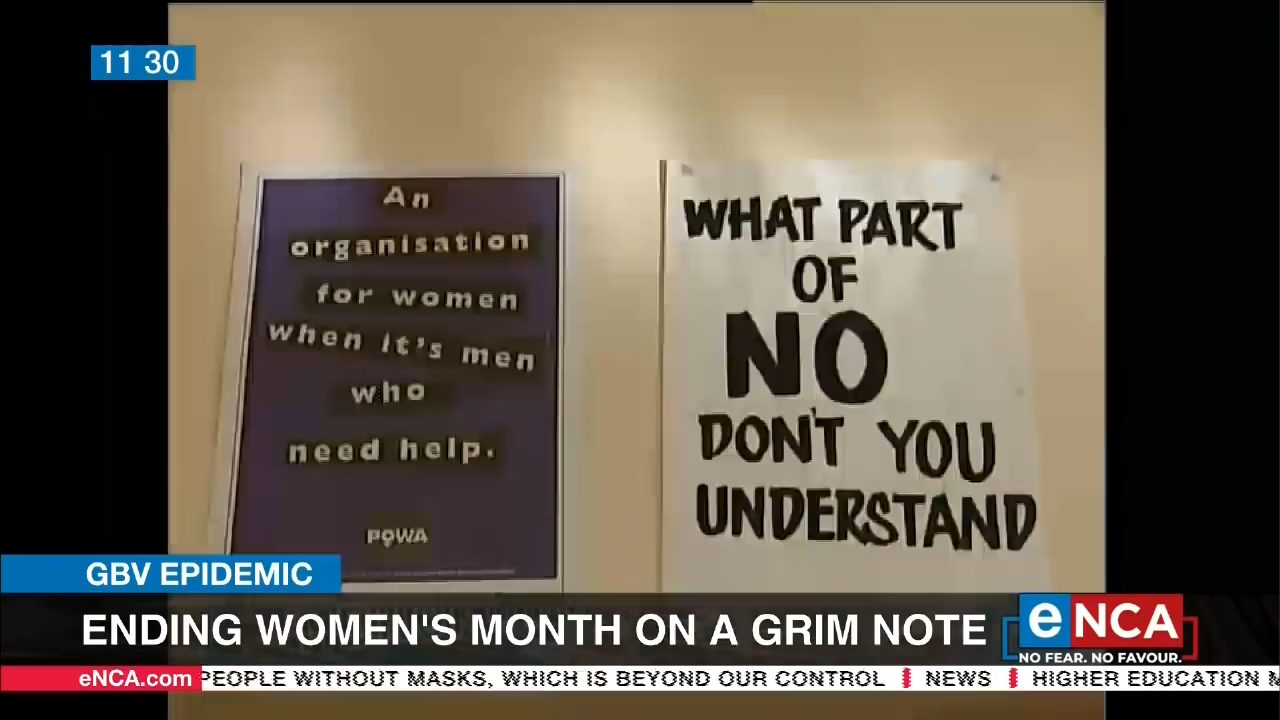 11 30
An
organisation
for women
when it's men
who
need help.
POWA
WHAT PART
OF
NO
DON'T YOU
UNDERSTAND
GBV EPIDEMIC
ENDING WOMEN'S MONTH ON A GRIM NOTE
eNCA
NO FEAR. NO FAVOUR.
eNCA.com PEOPLE WITHOUT MASKS, WHICH IS BEYOND OUR CONTROL NEWS HIGHER EDUCATION M